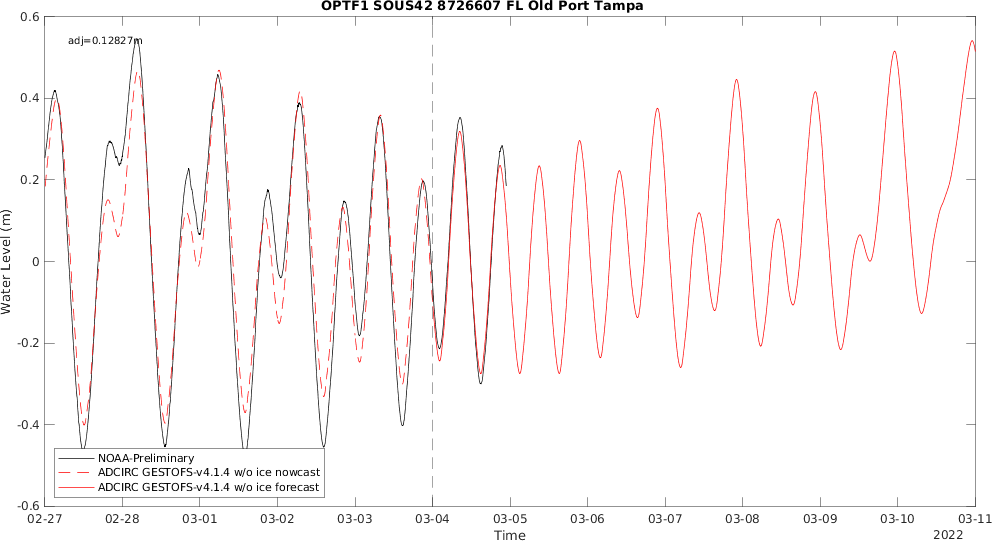 OPTF1 SOUS42 8726607 FL Old Port Tampa
adj=0.12827m
0.6
0.4
0.2
0
-0.2
-0.4
-0.6
Water Level (m)
NOAA-Preliminary
ADCIRC GESTOFS-v4.1.4 w/o ice nowcast
ADCIRC GESTOFS-v4.1.4 w/o ice forecast
02-27 02-28 03-01 03-02 03-03 03-04 03-05 03-06 03-07 03-08 03-09 03-10 03-11
Time
2022